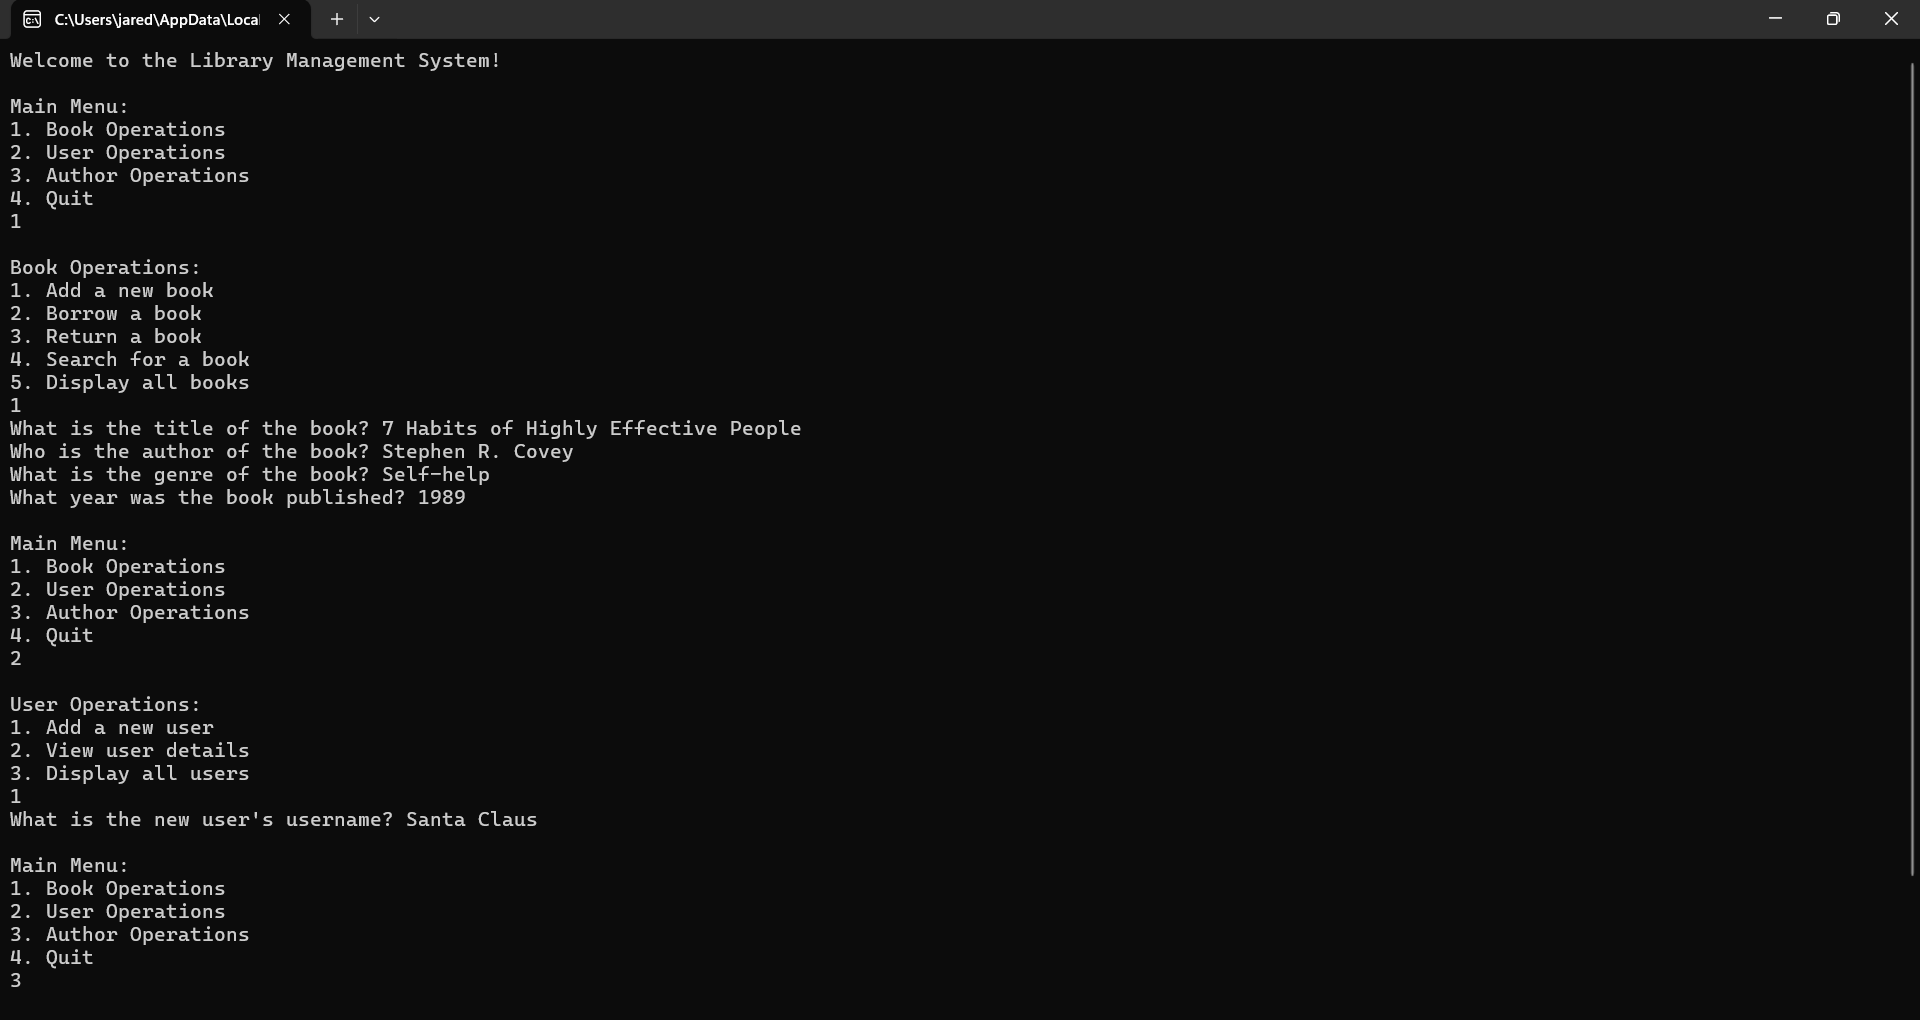 C:\Users\jared\AppData\Loca
Welcome to the Library Management System!
Main Menu:
1. Book Operations
2. User Operations
3. Author Operations
4. Quit
1
Book Operations:
1. Add a new book
2. Borrow a book
3. Return a book
4. Search for a book
5. Display all books
1
What is the title of the book? 7 Habits of Highly Effective People
Who is the author of the book? Stephen R. Covey
What is the genre of the book? Self-help
What year was the book published? 1989
Main Menu:
1. Book Operations
2. User Operations
3. Author Operations
4. Quit
2
User Operations:
1. Add a new user
2. View user details
3. Display all users
1
What is the new user's username? Santa Claus
Main Menu:
1. Book Operations
2. User Operations
3. Author Operations
4. Quit
3